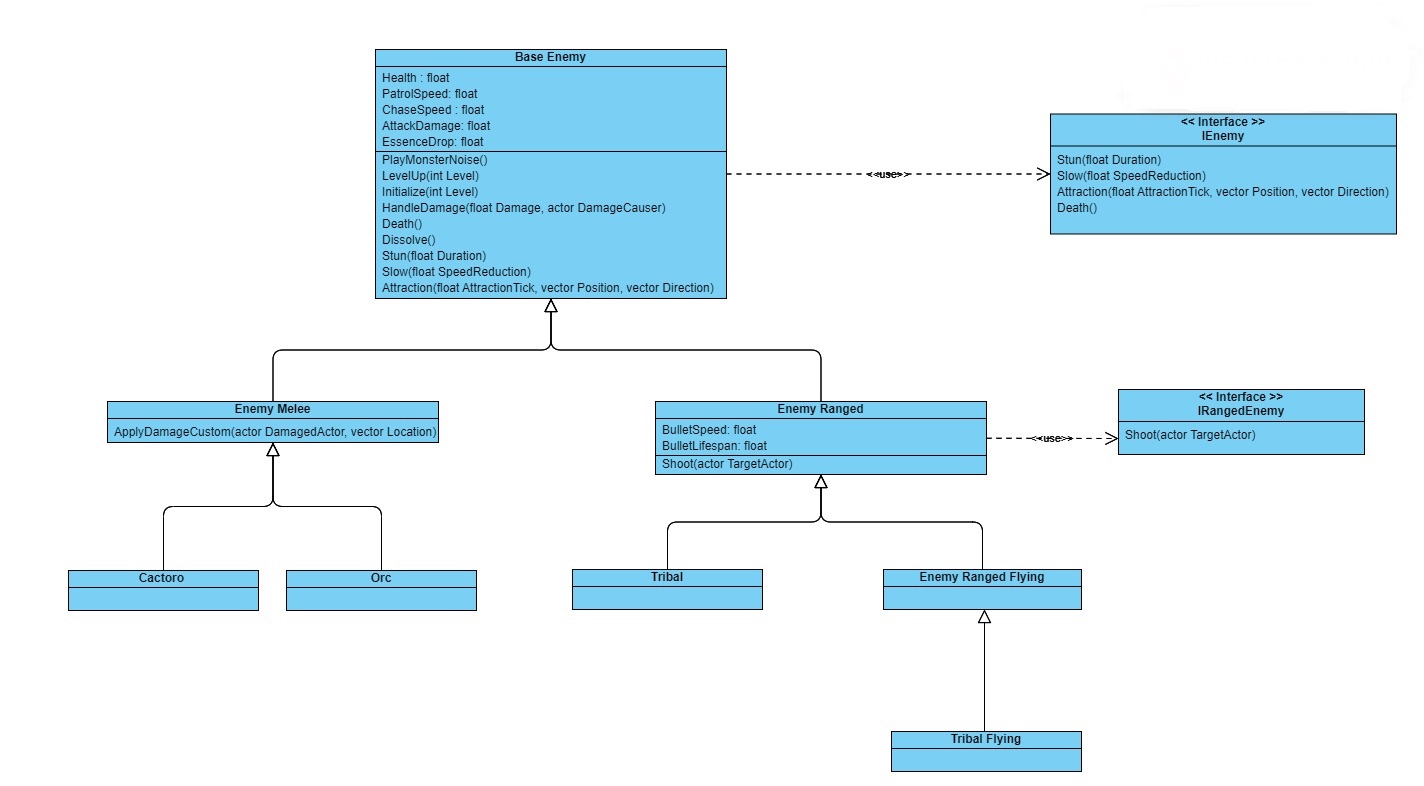 Base Enemy
Health : float
PatrolSpeed: float
ChaseSpeed : float
AttackDamage: float
EssenceDrop: float
PlayMonsterNoise()
LevelUp(int Level)
Initialize(int Level)
HandleDamage(float Damage, actor DamageCauser)
Death()
Dissolve()
Stun(float Duration)
Slow(float SpeedReduction)
Attraction(float AttractionTick, vector Position, vector Direction)
<<use>>
<< Interface >>
IEnemy
Stun(float Duration)
Slow(float SpeedReduction)
Attraction(float AttractionTick, vector Position, vector Direction)
Death()
Enemy Melee
ApplyDamageCustom(actor DamagedActor, vector Location)
Enemy Ranged
BulletSpeed: float
BulletLifespan: float
Shoot(actor TargetActor)
<<use>>
<< Interface >>
IRangedEnemy
Shoot(actor TargetActor)
Cactoro
Orc
Tribal
Enemy Ranged Flying
Tribal Flying